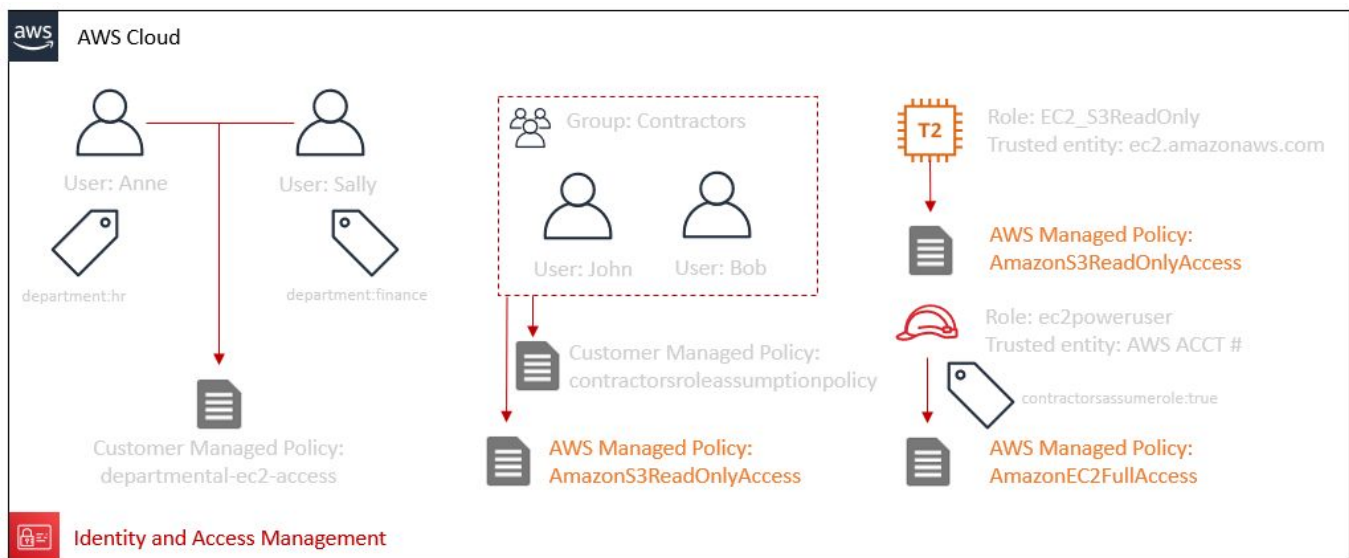 aws
AWS Cloud
User: Anne
User: Sally
department:hr
department:finance
Customer Managed Policy:
departmental-ec2-access
Group: Contractors
User: John
User: Bob
Customer Managed Policy:
contractorsroleassumptionpolicy
AWS Managed Policy:
AmazonS3ReadOnlyAccess
T2
Role: EC2_S3ReadOnly
Trusted entity: ec2.amazonaws.com
AWS Managed Policy:
AmazonS3ReadOnlyAccess
Role: ec2poweruser
Trusted entity: AWS ACCT #
contractorsassumerole:true
AWS Managed Policy:
AmazonEC2FullAccess
Identity and Access Management